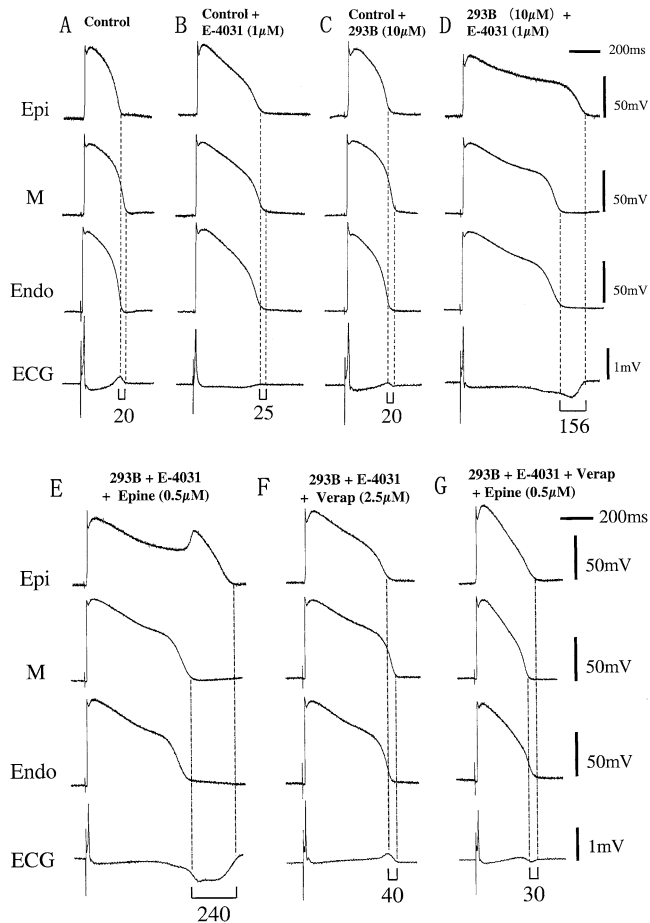 A Control
B Control +
E-4031 (1µM)
C Control +
293B (10µM)
D 293B (10µM) +
E-4031 (1µM)
200ms
Epi
50mV
M
50mV
Endo
50mV
ECG
1mV
20
25
20
156
E 293B + E-4031
+ Epine (0.5µM)
F 293B + E-4031
+ Verap (2.5µM)
G 293B + E-4031 + Verap
+ Epine (0.5µM)
200ms
Epi
50mV
M
50mV
Endo
50mV
ECG
1mV
240
40
30